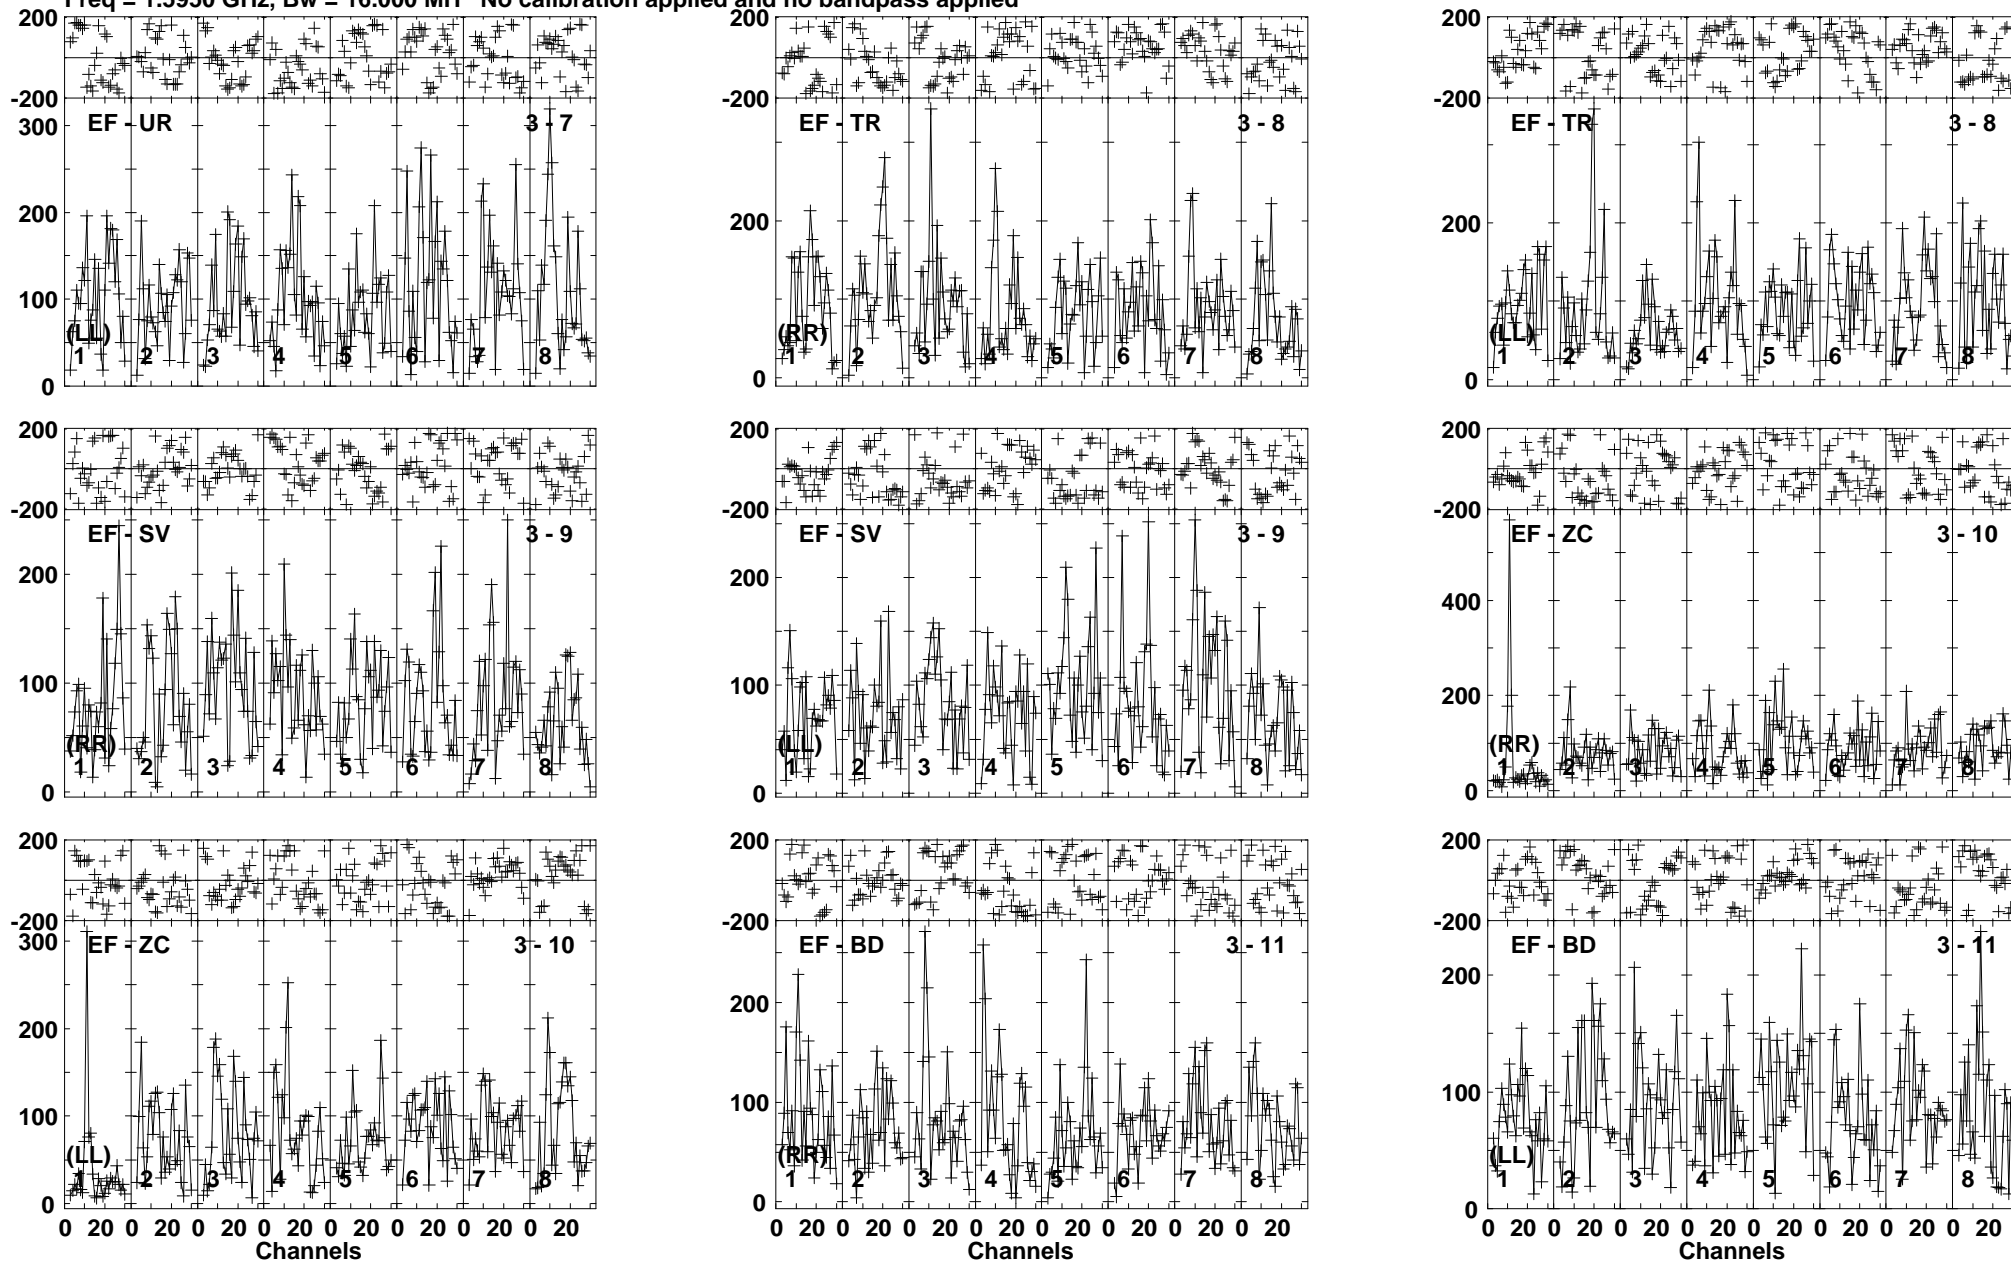 Freq = 1.5950 GHz, Bw = 16.000 MH No calibration applied and no bandpass applied
200 200 200
-200 -200 -200
EF - UR 3 - 7 EF - TR 3 - 8 EF - TR 3 - 8
300
200 200 200
100
(LL) (RR) (LL)
1 2 3 4 5 6 7 8 1 2 3 4 5 6 7 8 1 2 3 4 5 6 7 8
0 0 0
200 200 200
-200 -200 -200
EF - SV 3 - 9 EF - SV 3 - 9 EF - ZC 3 - 10
200 200 400
100 100 200
(RR) (LL) (RR)
1 2 3 4 5 6 7 8 1 2 3 4 5 6 7 8 1 2 3 4 5 6 7 8
0 0 0
200 200 200
-200 -200 -200
EF - ZC 3 - 10 EF - BD 3 - 11 EF - BD 3 - 11
300
200 200 200
100 100 100
(LL) (RR) (LL)
1 2 3 4 5 6 7 8 1 2 3 4 5 6 7 8 1 2 3 4 5 6 7 8
0 0 0
0 20 0 20 0 20 0 20 0 20 0 20 0 20 0 20 0 20 0 20 0 20 0 20 0 20 0 20 0 20 0 20 0 20 0 20 0 20 0 20 0 20 0 20 0 20 0 20
Channels Channels Channels